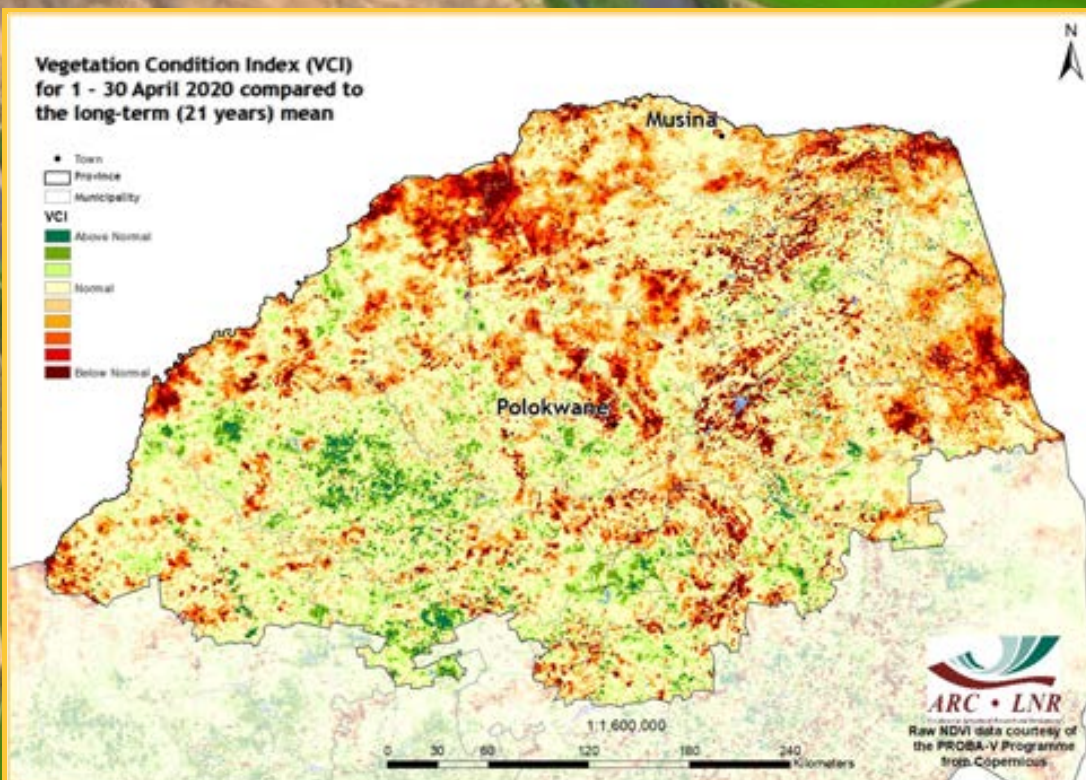 Vegetation Condition Index (VCI)
for 1 - 30 April 2020 compared to
the long-term (21 years) mean
N
Town
Province
Municipality
VCI
Above Normal
Normal
Below Normal
Musina
Polokwane
1:1 600 000
0 30 60 120 180 240
Kilometers
ARC • LNR
Raw NDVI data courtesy of
the PROBA-V Programme
from Copernicus